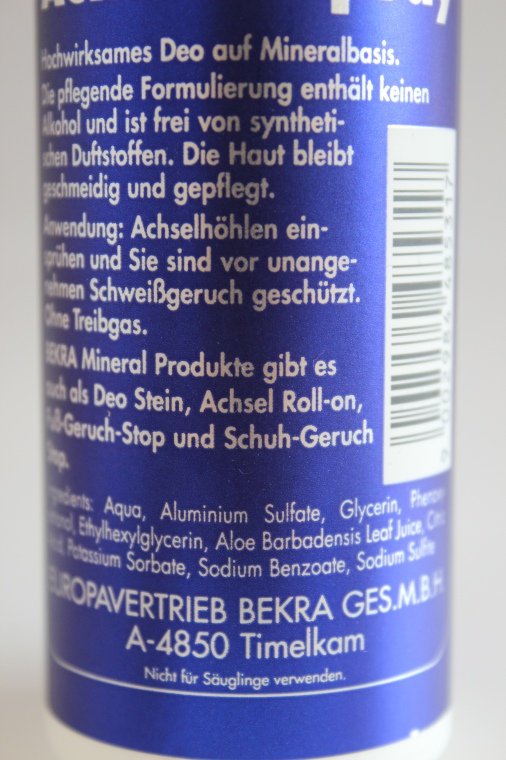 Hochwirksames Deo auf Mineralbasis.
Die pflegende Formulierung enthält keinen
Alkohol und ist frei von syntheti-
schen Duftstoffen. Die Haut bleibt
geschmeidig und gepflegt.
Anwendung: Achselhöhlen ein-
sprühen und Sie sind vor unange-
nehmen Schweißgeruch geschützt.
Ohne Treibgas.
BEKRA Mineral Produkte gibt es
auch als Deo Stein, Achsel Roll-on,
Fuß-Geruch-Stop und Schuh-Geruch
Stop.
Ingredients: Aqua, Aluminium Sulfate, Glycerin, Phenoxy-
ethanol, Ethylhexylglycerin, Aloe Barbadensis Leaf Juice, Citric
Acid, Potassium Sorbate, Sodium Benzoate, Sodium Sulfite
EUROPAVERTRIEB BEKRA GES.M.B.H.
A-4850 Timelkam
Nicht für Säuglinge verwenden.